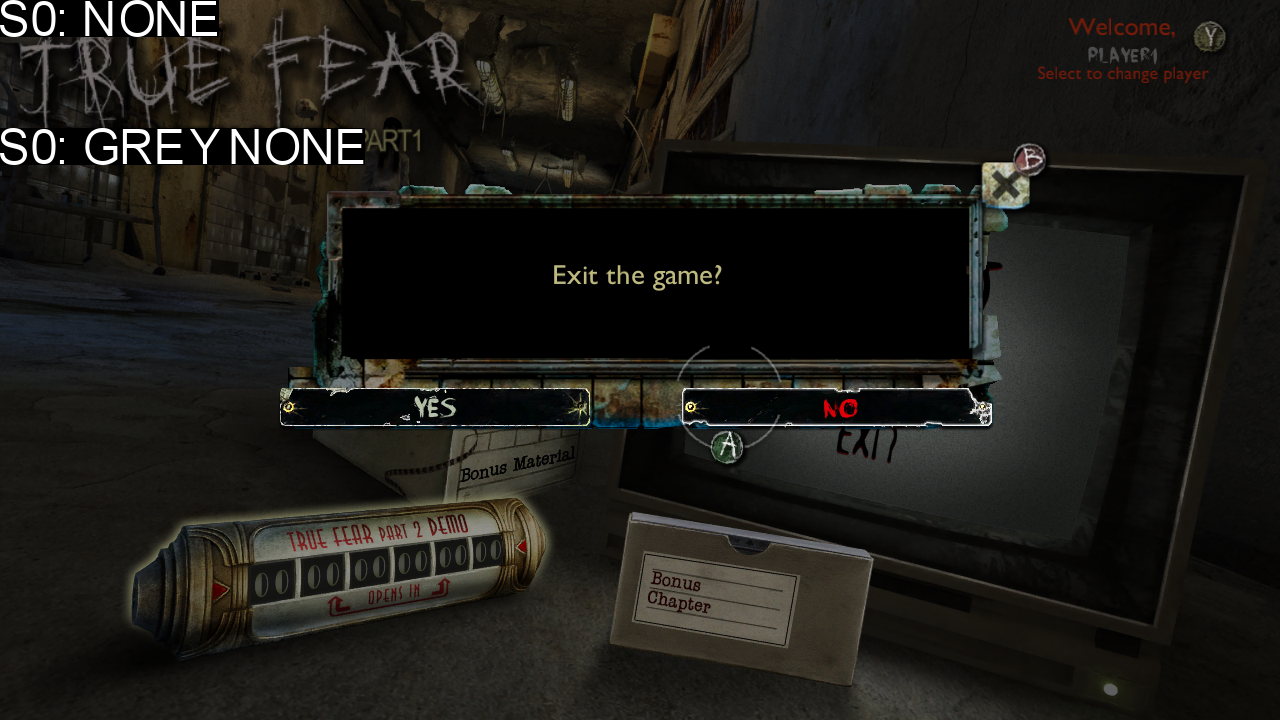 S0: NONE
TRUE FEAR
S0: GREY NONE
PART1
Welcome,
PLAYER1
Select to change player
Y
B
Exit the game?
YES
NO
A
EXIT
Bonus Material
TRUE FEAR PART 2 DEMO
00 00 00 00 00 00
OPENS IN
Bonus
Chapter